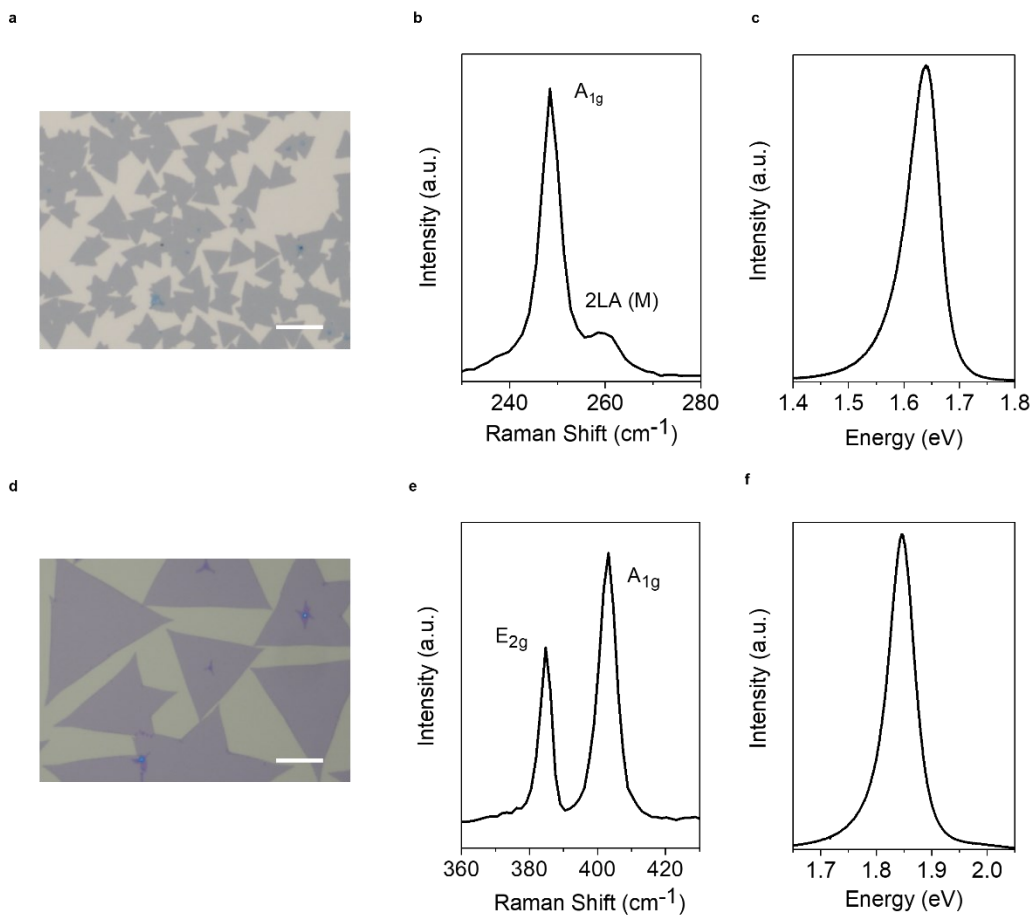 a
b
c
A1g
2LA (M)
Intensity (a.u.)
240 260 280
Raman Shift (cm-1)
Intensity (a.u.)
1.4 1.5 1.6 1.7 1.8
Energy (eV)
d
e
f
E2g
A1g
Intensity (a.u.)
360 380 400 420
Raman Shift (cm-1)
Intensity (a.u.)
1.7 1.8 1.9 2.0
Energy (eV)